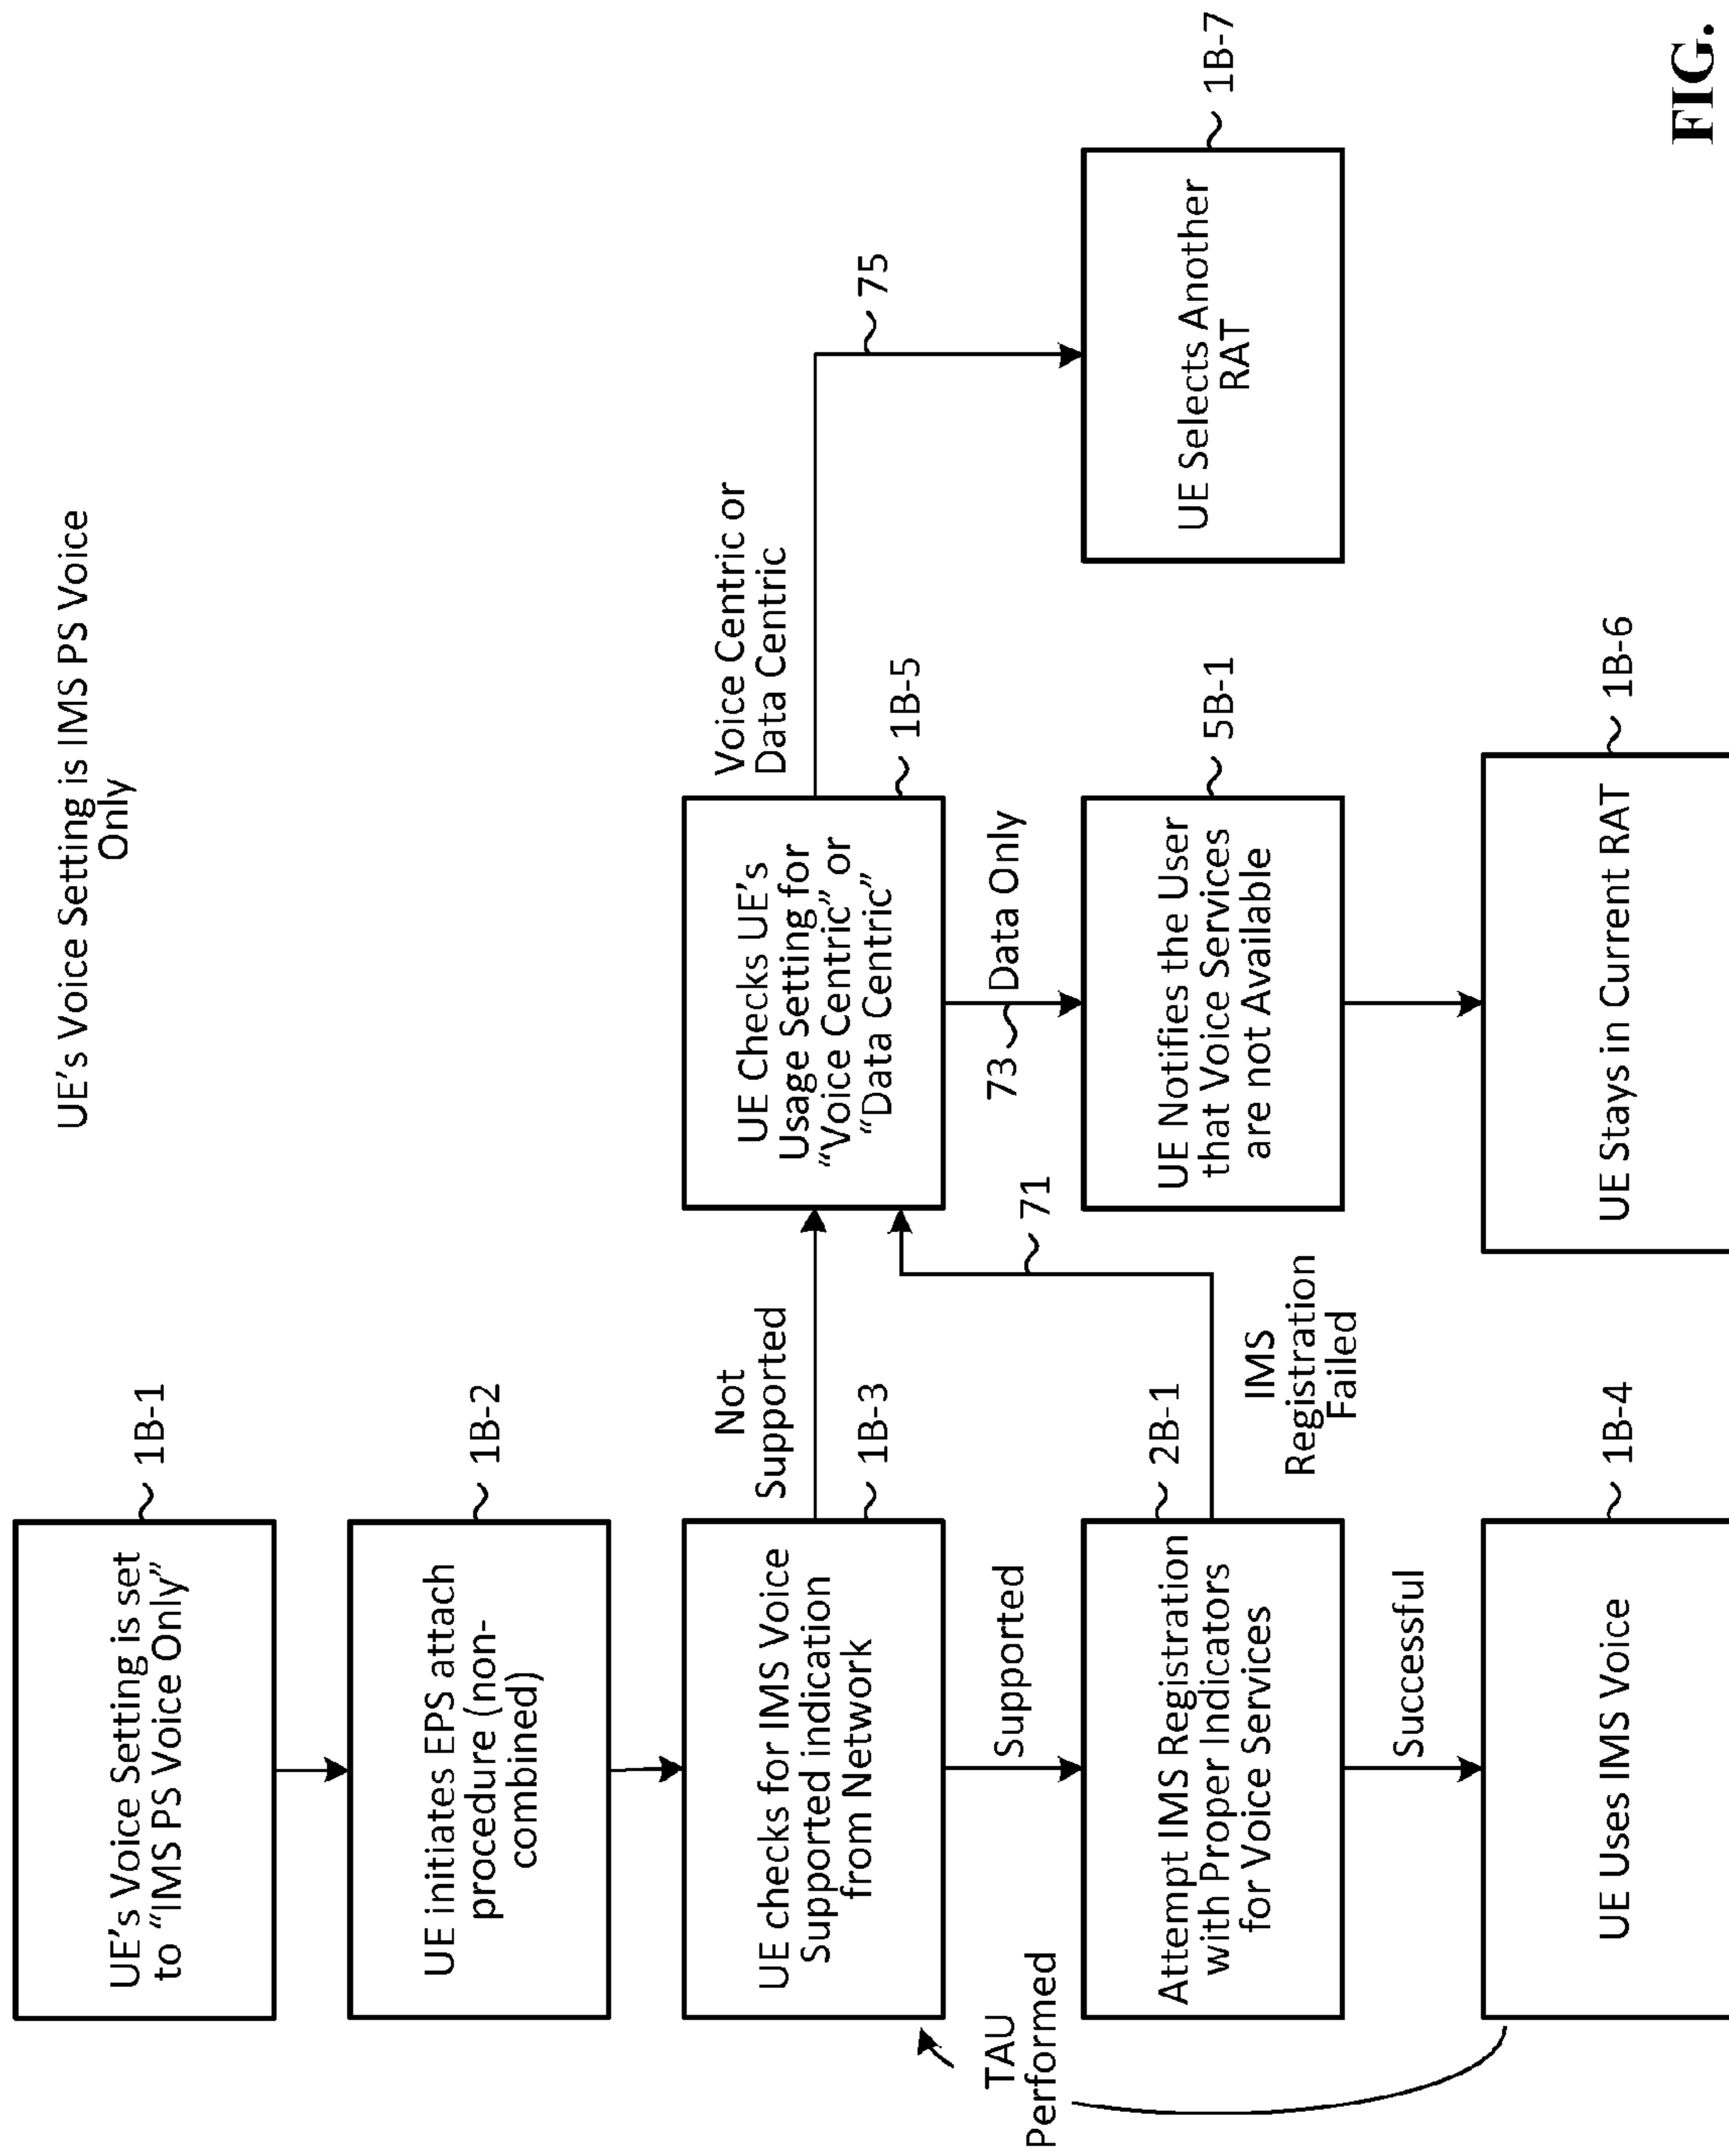 UE's Voice Setting is IMS PS Voice
Only
UE's Voice Setting is set
to “IMS PS Voice Only”
1B-1
UE initiates EPS attach
procedure (non-
combined)
1B-2
UE checks for IMS Voice
Supported indication
from Network
1B-3
Not
Supported
UE Checks UE's
Usage Setting for
“Voice Centric” or
“Data Centric”
1B-5
Voice Centric or
Data Centric
75
TAU
Performed
Supported
71
73
Data Only
Attempt IMS Registration
with Proper Indicators
for Voice Services
2B-1
IMS
Registration
Failed
UE Notifies the User
that Voice Services
are not Available
5B-1
UE Selects Another
RAT
1B-7
Successful
UE Uses IMS Voice
1B-4
UE Stays in Current RAT
1B-6
FIG.